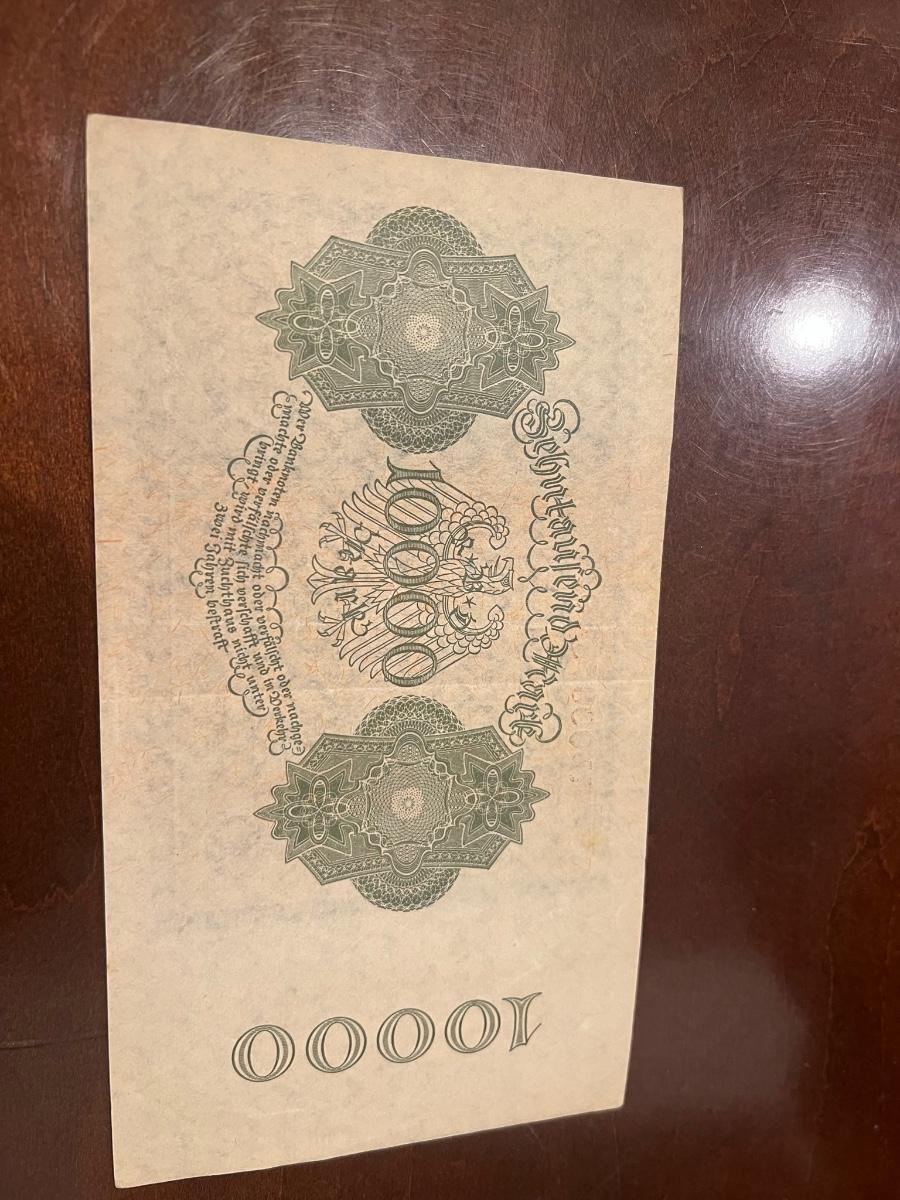 Zehntausend Mark
10000
Mark
Wer Banknoten nachmacht oder verfälscht oder nachge=
machte oder verfälschte sich verschafft und in Verkehr
bringt, wird mit Zuchthaus nicht unter
zwei Jahren bestraft
10000